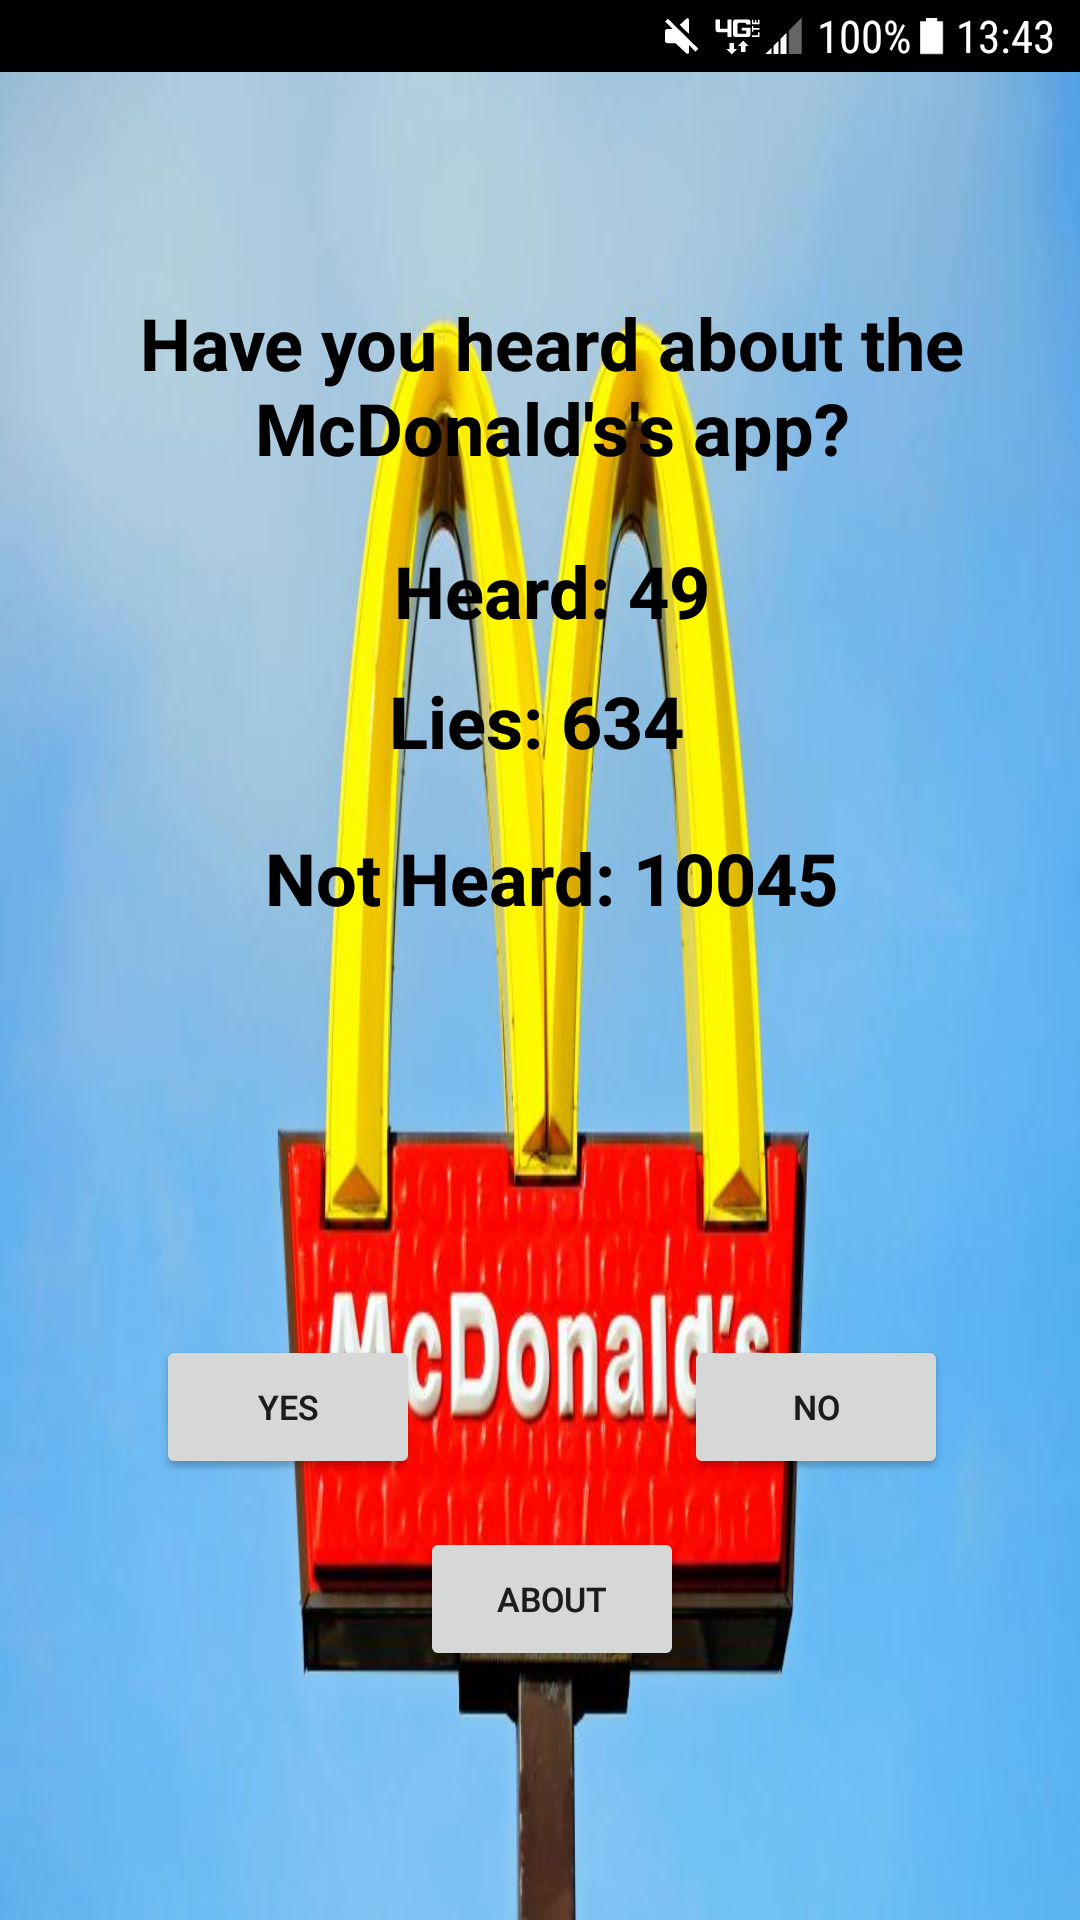 4G LTE 100% 13:43
Have you heard about the
McDonald's's app?
Heard: 49
Lies: 634
Not Heard: 10045
McDonald's
YES
NO
ABOUT